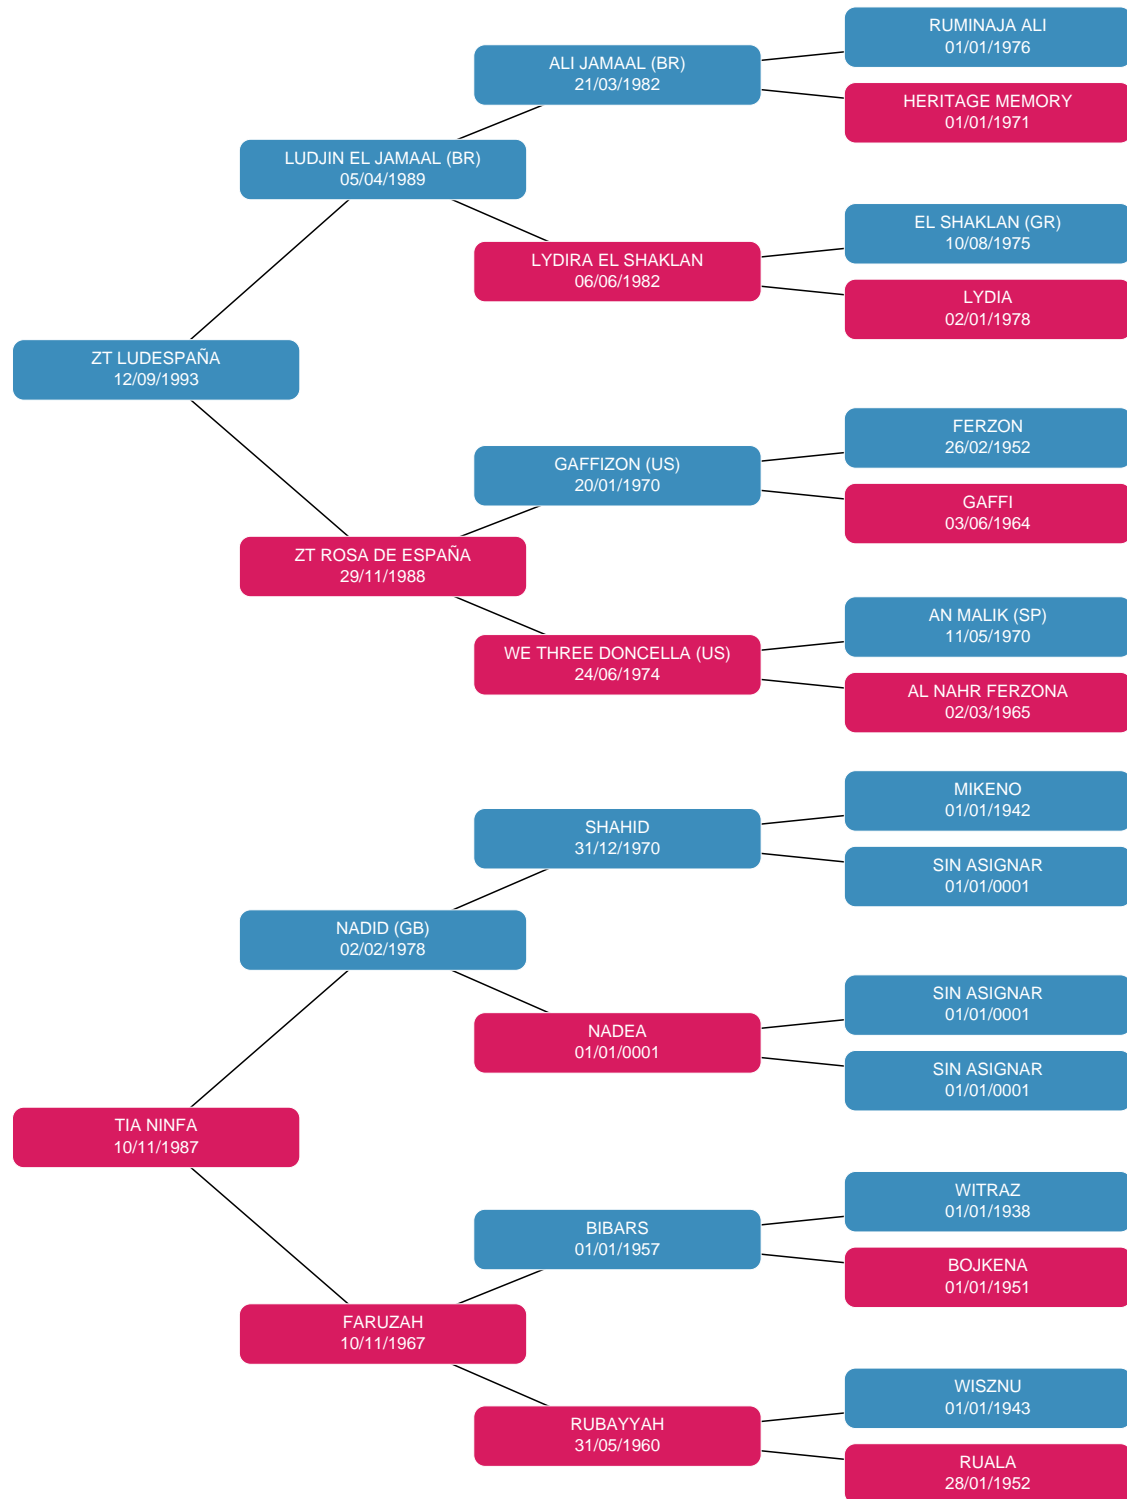 RUMINAJA ALI
01/01/1976
ALI JAMAAL (BR)
21/03/1982
HERITAGE MEMORY
01/01/1971
LUDJIN EL JAMAAL (BR)
05/04/1989
EL SHAKLAN (GR)
10/08/1975
LYDIRA EL SHAKLAN
06/06/1982
LYDIA
02/01/1978
ZT LUDESPAÑA
12/09/1993
FERZON
26/02/1952
GAFFIZON (US)
20/01/1970
GAFFI
03/06/1964
ZT ROSA DE ESPAÑA
29/11/1988
AN MALIK (SP)
11/05/1970
WE THREE DONCELLA (US)
24/06/1974
AL NAHR FERZONA
02/03/1965
MIKENO
01/01/1942
SHAHID
31/12/1970
SIN ASIGNAR
01/01/0001
NADID (GB)
02/02/1978
SIN ASIGNAR
01/01/0001
NADEA
01/01/0001
SIN ASIGNAR
01/01/0001
TIA NINFA
10/11/1987
WITRAZ
01/01/1938
BIBARS
01/01/1957
BOJKENA
01/01/1951
FARUZAH
10/11/1967
WISZNU
01/01/1943
RUBAYYAH
31/05/1960
RUALA
28/01/1952